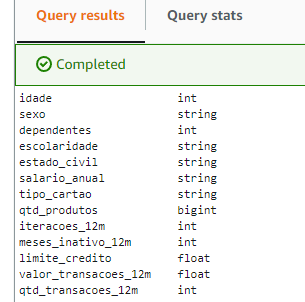 Query results Query stats
Completed
idade int
sexo string
dependentes int
escolaridade string
estado_civil string
salario_anual string
tipo_cartao string
qtd_produtos bigint
iteracoes_12m int
meses_inativo_12m int
limite_credito float
valor_transacoes_12m float
qtd_transacoes_12m int